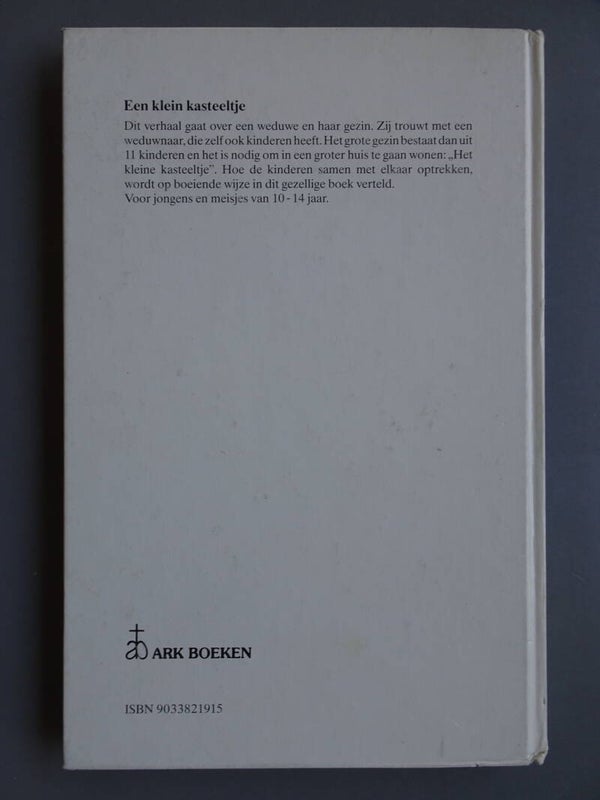 Een klein kasteeltje
Dit verhaal gaat over een weduwe en haar gezin. Zij trouwt met een
weduwnaar, die zelf ook kinderen heeft. Het grote gezin bestaat dan uit
11 kinderen en het is nodig om in een groter huis te gaan wonen: „Het
kleine kasteeltje”. Hoe de kinderen samen met elkaar optrekken,
wordt op boeiende wijze in dit gezellige boek verteld.
Voor jongens en meisjes van 10 - 14 jaar.
ARK BOEKEN
ISBN 9033821915